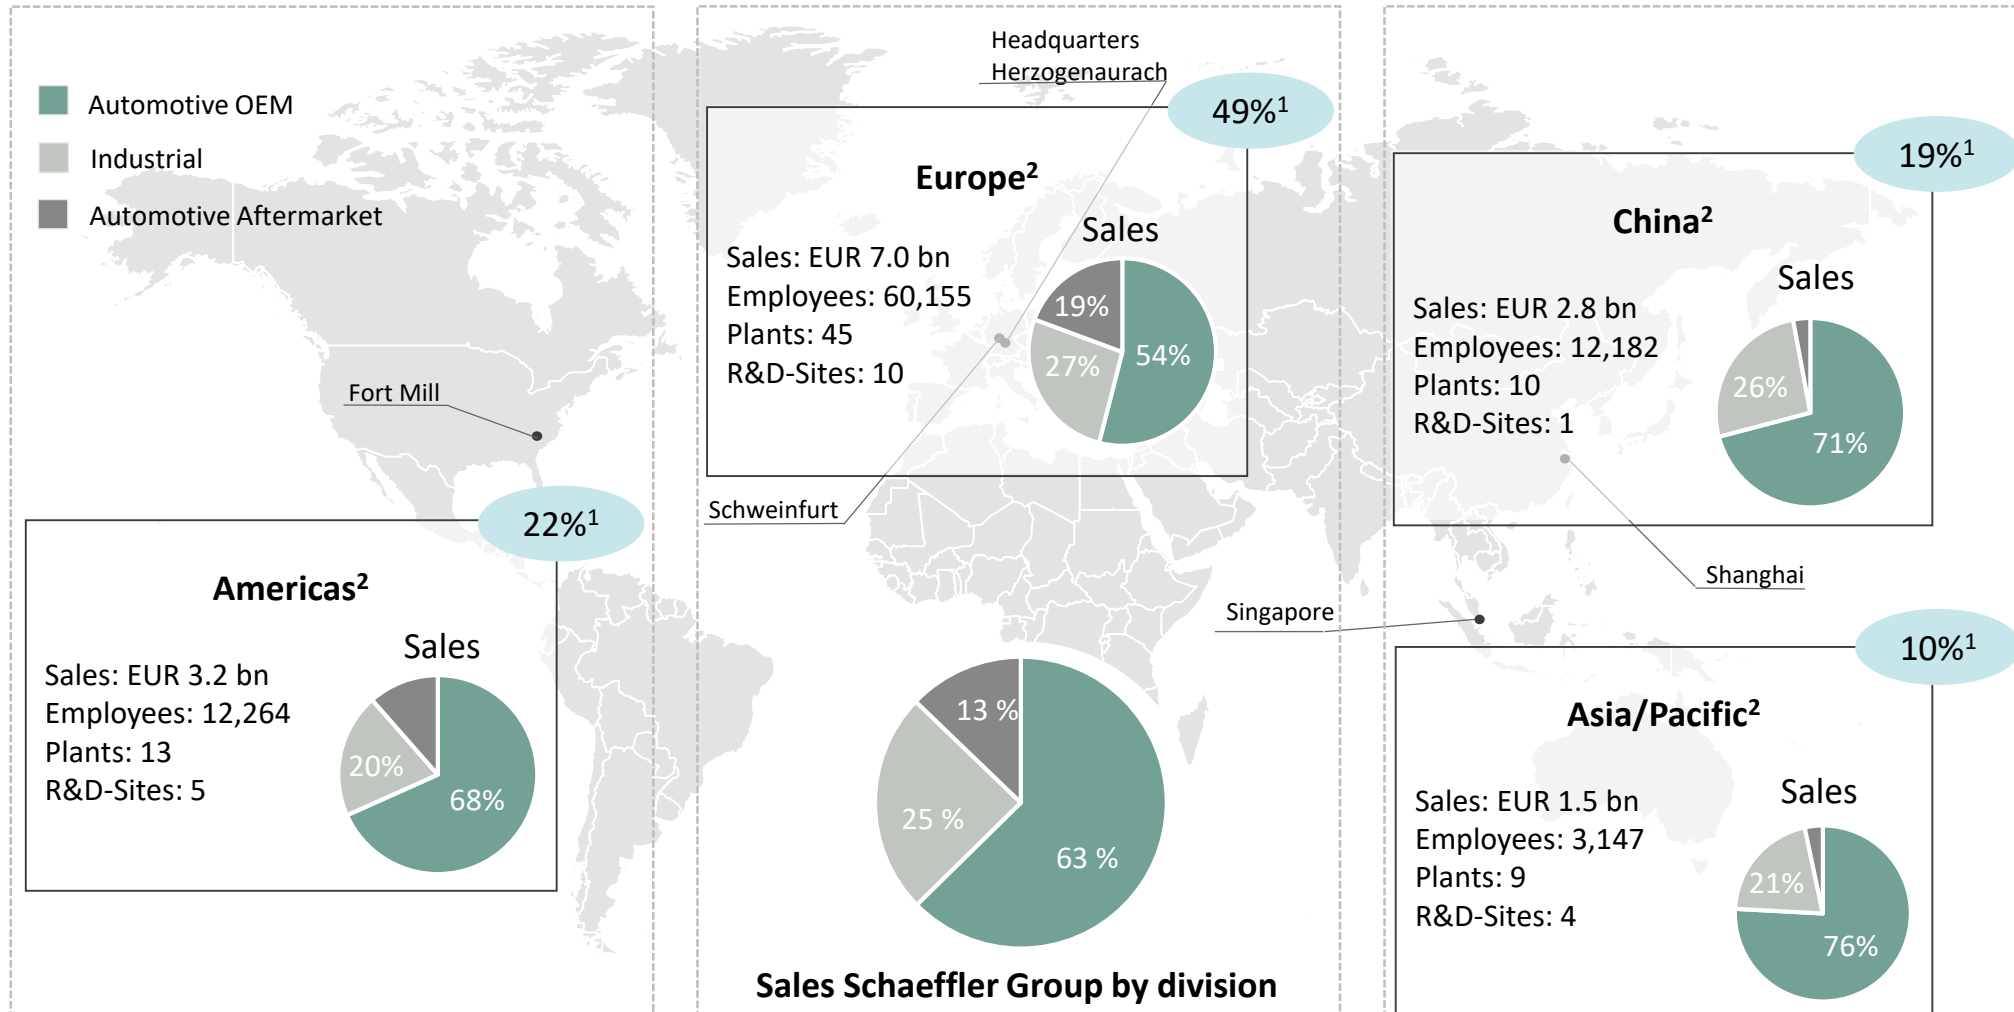 Automotive OEM
Industrial
Automotive Aftermarket
Fort Mill
22%¹
Americas²
Sales
Sales: EUR 3.2 bn
Employees: 12,264
Plants: 13
R&D-Sites: 5
20%
68%
Headquarters
Herzogenaurach
49%¹
Europe²
Sales
Sales: EUR 7.0 bn
Employees: 60,155
Plants: 45
R&D-Sites: 10
19%
27%
54%
Schweinfurt
Singapore
13 %
25 %
63 %
Sales Schaeffler Group by division
19%¹
China²
Sales
Sales: EUR 2.8 bn
Employees: 12,182
Plants: 10
R&D-Sites: 1
26%
71%
Shanghai
10%¹
Asia/Pacific²
Sales
Sales: EUR 1.5 bn
Employees: 3,147
Plants: 9
R&D-Sites: 4
21%
76%